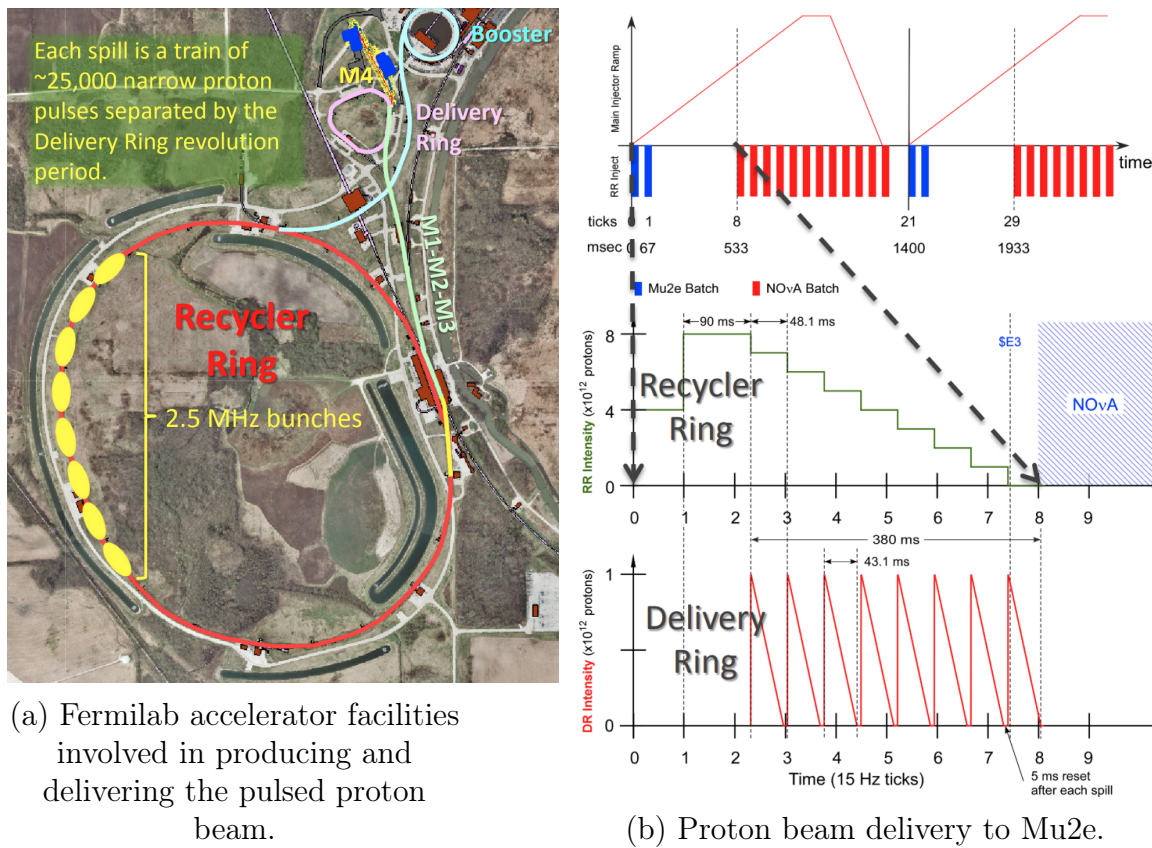 Each spill is a train of
~25,000 narrow proton
pulses separated by the
Delivery Ring revolution
period.
Booster
M4
Delivery
Ring
M1-M2-M3
Recycler
Ring
2.5 MHz bunches
(a) Fermilab accelerator facilities
involved in producing and
delivering the pulsed proton
beam.
Main Injector Ramp
RR Inject
time
ticks 0 1 8 21 29
msec 0 67 533 1400 1933
Mu2e Batch NOνA Batch
90 ms 48.1 ms
$E3
RR Intensity (x10¹² protons)
8
4
0
Recycler
Ring
NOνA
0 1 2 3 4 5 6 7 8 9
380 ms
43.1 ms
DR Intensity (x10¹² protons)
1
0
Delivery
Ring
0 1 2 3 4 5 6 7 8 9
Time (15 Hz ticks)
5 ms reset
after each spill
(b) Proton beam delivery to Mu2e.